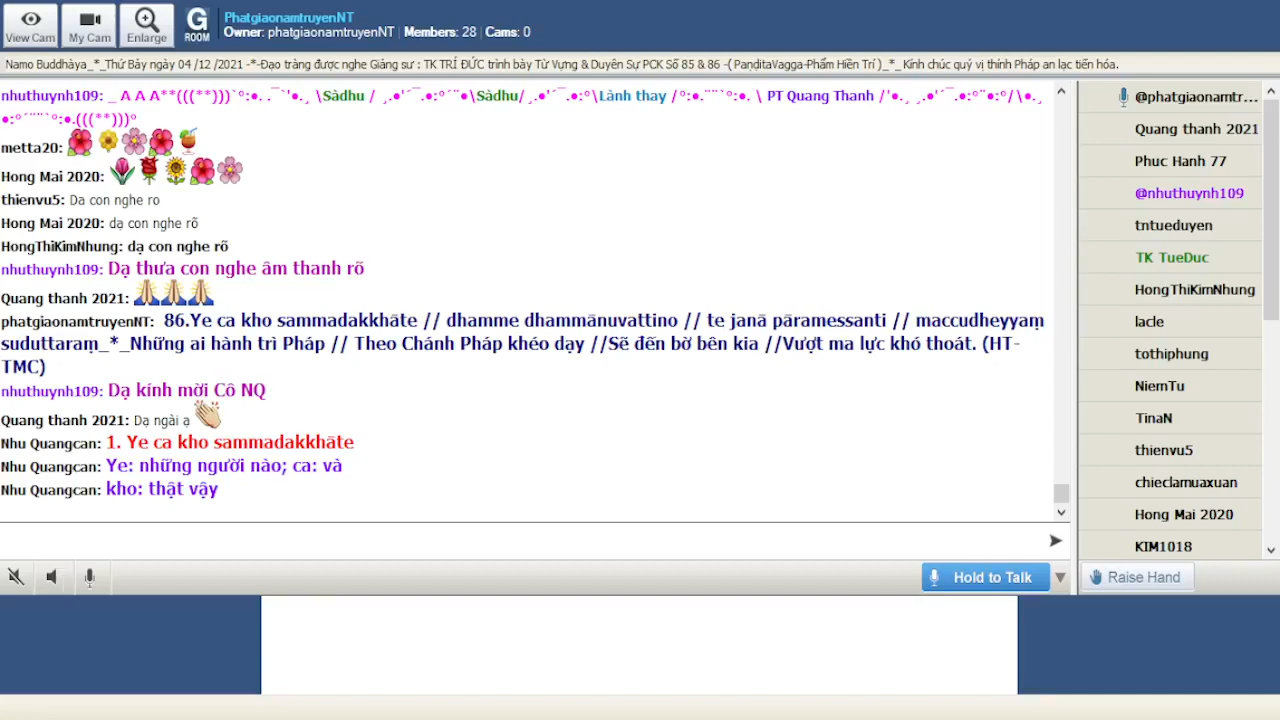 View Cam
My Cam
Enlarge
G
ROOM
PhatgiaonamtruyenNT
Owner: phatgiaonamtruyenNT | Members: 28 | Cams: 0
Namo Buddhàya_*_Thứ Bảy ngày 04 /12 /2021 -*-Đạo tràng được nghe Giảng sư : TK TRÍ ĐỨC trình bày Từ Vựng & Duyên Sự PCK Số 85 & 86 -( PaṇḍitaVagga-Phẩm Hiền Trí )_*_ Kính chúc quý vị thính Pháp an lạc tiến hóa.
nhuthuynh109: _ A A A**(((**)))`°:•. .¯`'•.¸ \Sàdhu / ¸.•'´¯.•:°´¨•\Sàdhu/¸.•'´¯.•:°\Lành thay /°:•.¨¨`°:•. \ PT Quang Thanh /'•.¸ ¸.•'´¯.•:°¨•:°/\•.¸
•:°´¨¨`°:•.(((**)))°
metta20:
Hong Mai 2020:
thienvu5: Da con nghe ro
Hong Mai 2020: dạ con nghe rõ
HongThiKimNhung: dạ con nghe rõ
nhuthuynh109: Dạ thưa con nghe âm thanh rõ
Quang thanh 2021:
phatgiaonamtruyenNT: 86.Ye ca kho sammadakkhāte // dhamme dhammānuvattino // te janā pāramessanti // maccudheyyaṃ
suduttaraṃ_*_Những ai hành trì Pháp // Theo Chánh Pháp khéo dạy //Sẽ đến bờ bên kia //Vượt ma lực khó thoát. (HT-
TMC)
nhuthuynh109: Dạ kính mời Cô NQ
Quang thanh 2021: Dạ ngài ạ
Nhu Quangcan: 1. Ye ca kho sammadakkhāte
Nhu Quangcan: Ye: những người nào; ca: và
Nhu Quangcan: kho: thật vậy
@phatgiaonamtr...
Quang thanh 2021
Phuc Hanh 77
@nhuthuynh109
tntueduyen
TK TueDuc
HongThiKimNhung
lacle
tothiphung
NiemTu
TinaN
thienvu5
chieclamuaxuan
Hong Mai 2020
KIM1018
Hold to Talk
Raise Hand